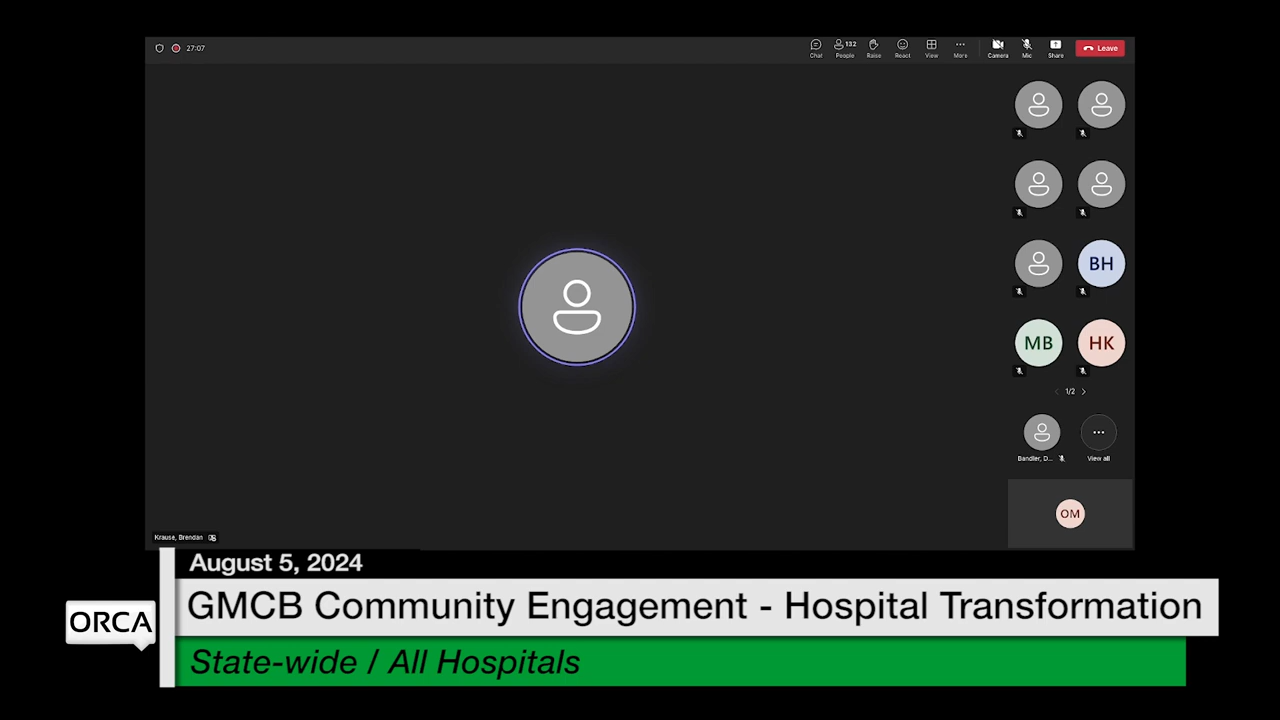 27:07
132
Chat People Raise React View More Camera Mic Share Leave
BH
MB HK
1/2
Bandler, D... View all
OM
Krause, Brendan
August 5, 2024
GMCB Community Engagement - Hospital Transformation
ORCA
State-wide / All Hospitals